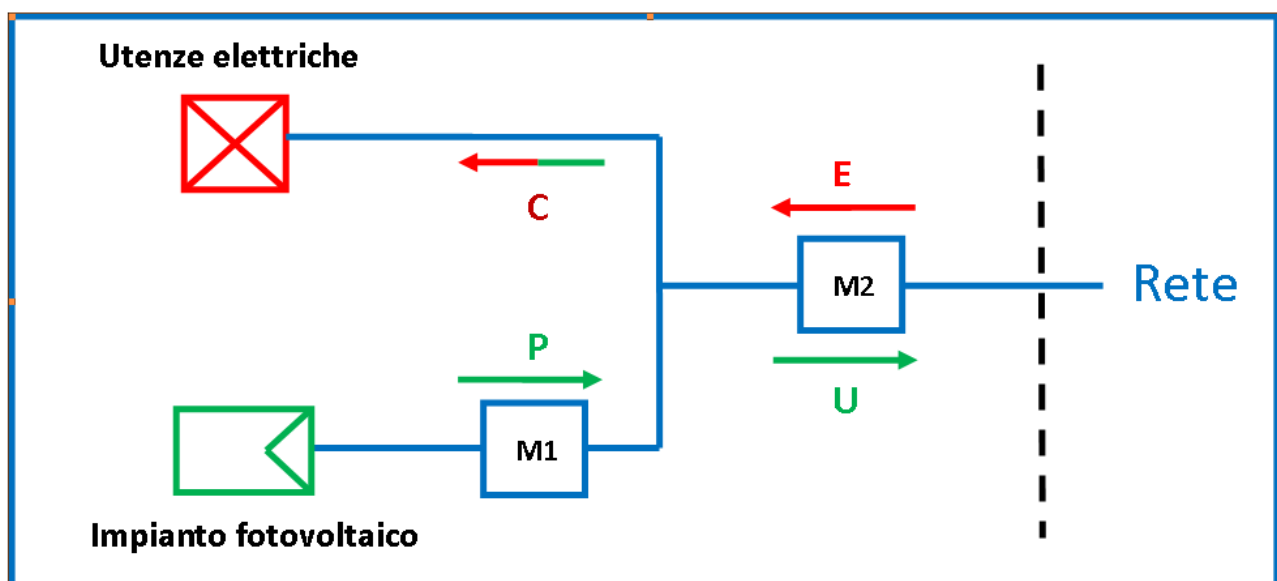 Utenze elettriche
E
C
M2
Rete
P
U
M1
Impianto fotovoltaico